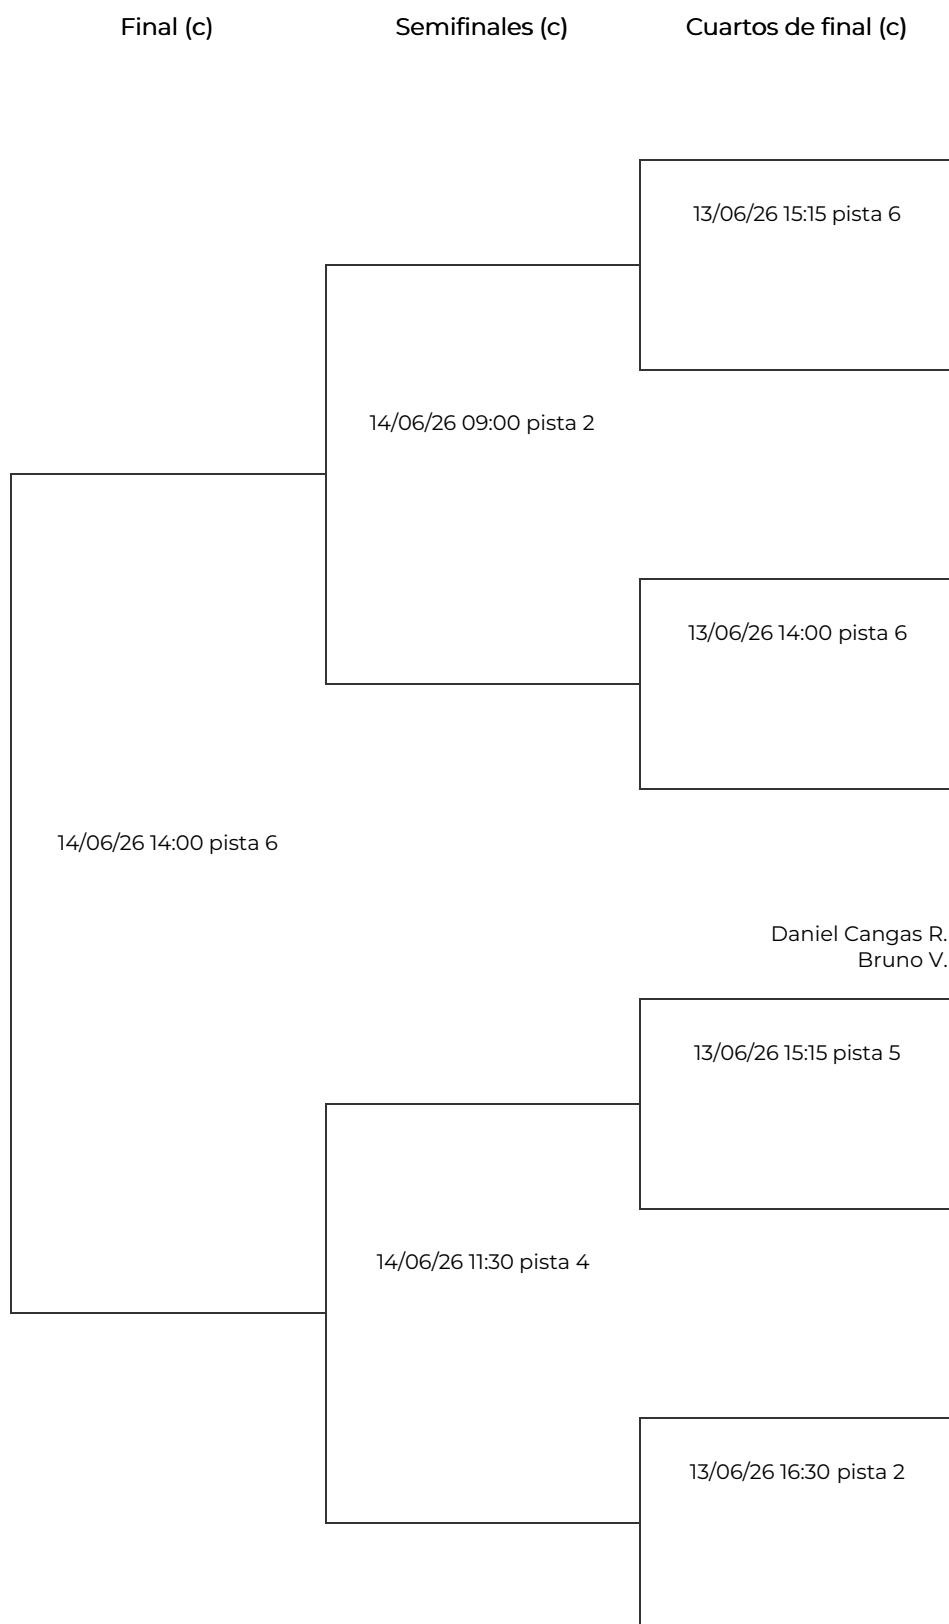 Final (c)
Semifinales (c)
Cuartos de final (c)
13/06/26 15:15 pista 6
14/06/26 09:00 pista 2
13/06/26 14:00 pista 6
14/06/26 14:00 pista 6
Daniel Cangas R.
Bruno V.
13/06/26 15:15 pista 5
14/06/26 11:30 pista 4
13/06/26 16:30 pista 2